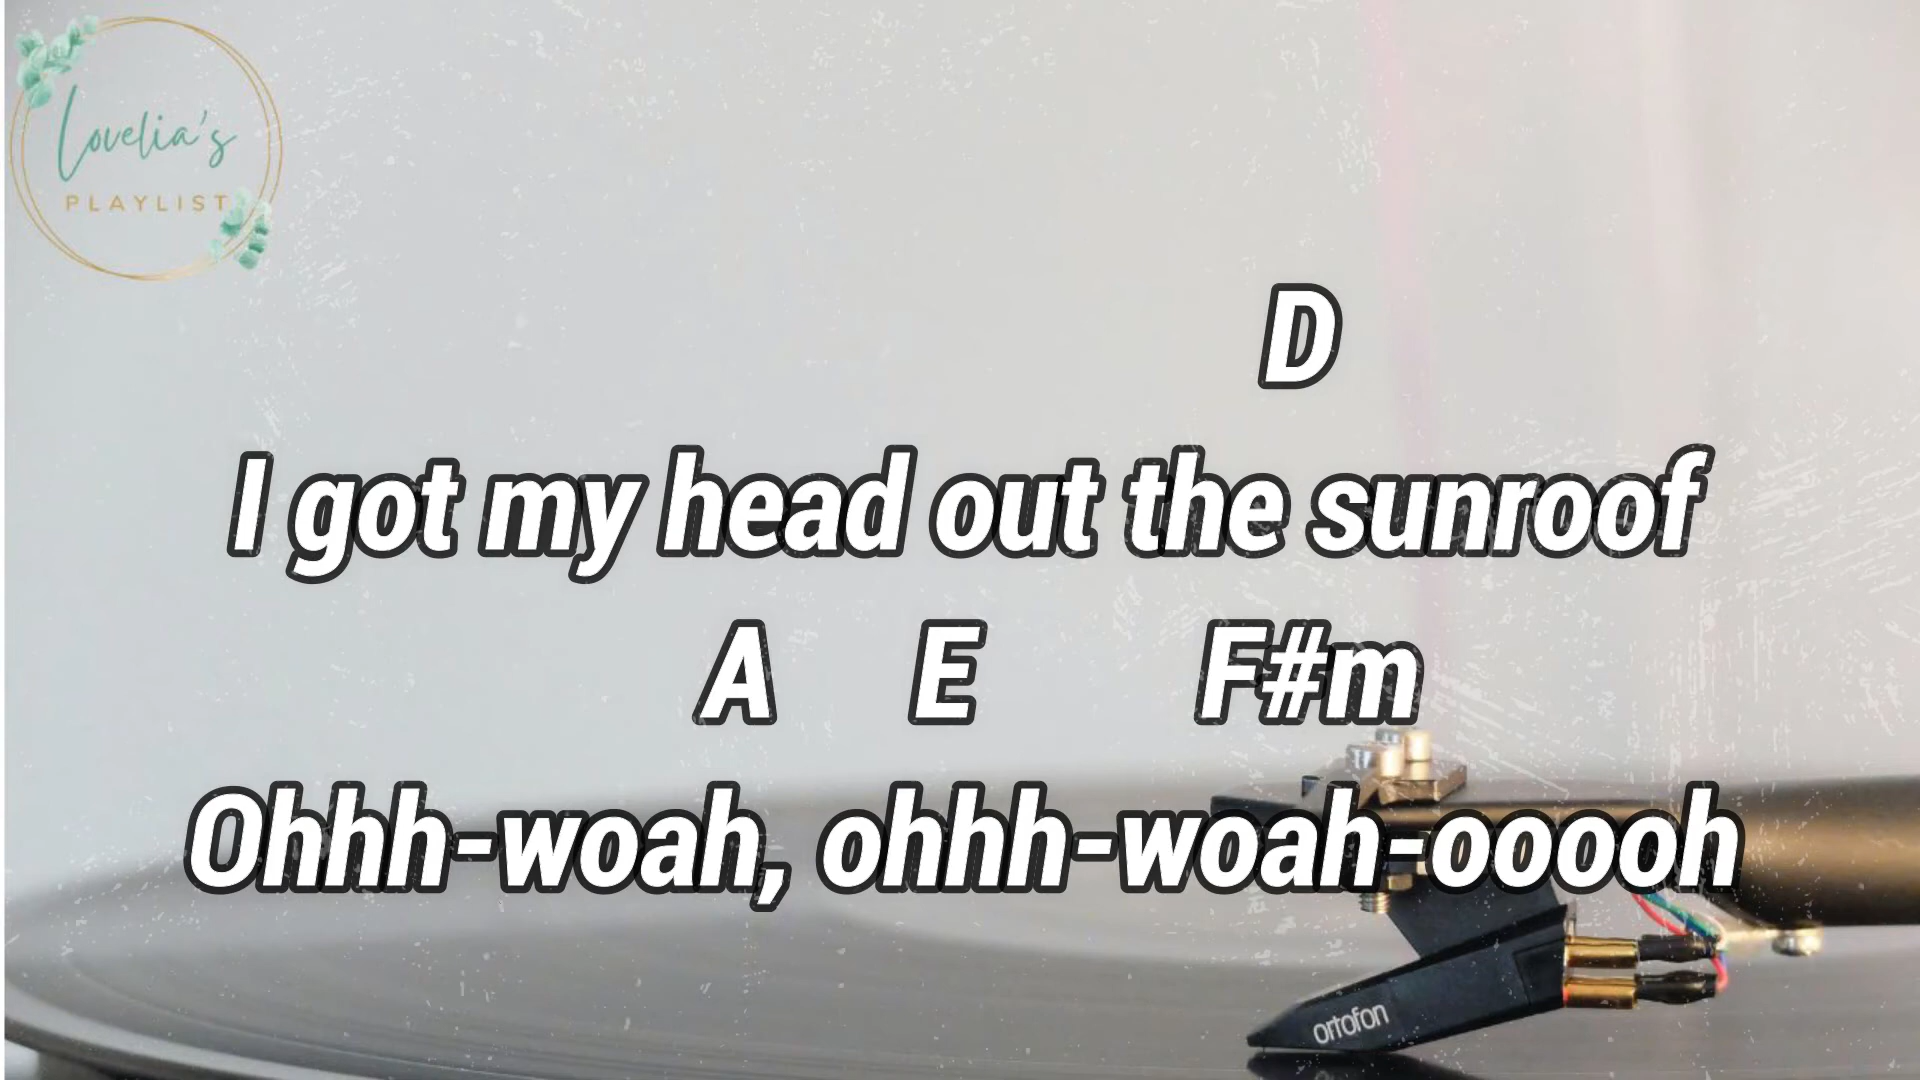 Lovelia's
PLAYLIST
D
I got my head out the sunroof
A E F#m
Ohhh-woah, ohhh-woah-ooooh
ortofon